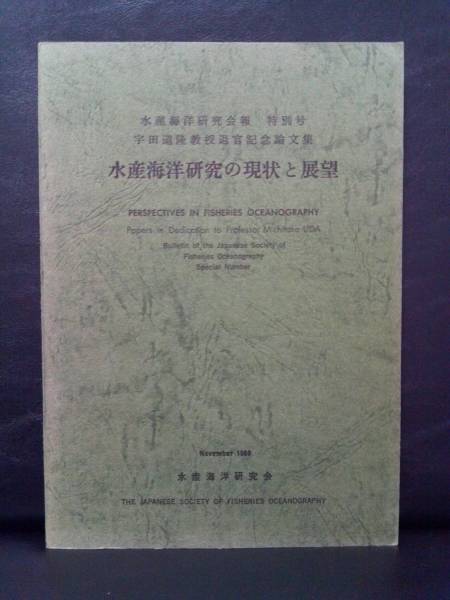 水産海洋研究会報 特別号
宇田道隆教授退官記念論文集
水産海洋研究の現状と展望
PERSPECTIVES IN FISHERIES OCEANOGRAPHY
Papers in Dedication to Professor Michitaka UDA
Bulletin of the Japanese Society of
Fisheries Oceanography
Special Number
November 1969
水産海洋研究会
THE JAPANESE SOCIETY OF FISHERIES OCEANOGRAPHY